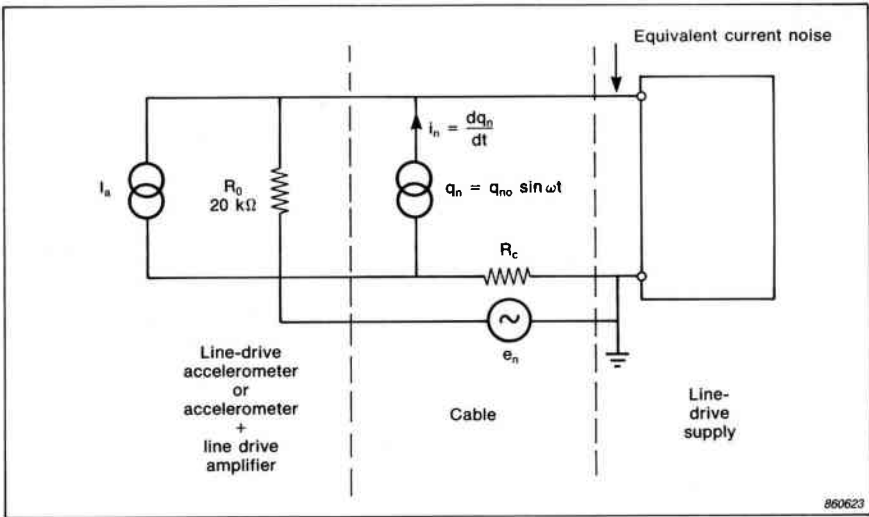 Equivalent current noise
iₙ = dqₙ/dt
Iₐ
R₀
20 kΩ
qₙ = qₙₒ sin ωt
R_c
eₙ
Line-drive
accelerometer
or
accelerometer
+
line drive
amplifier
Cable
Line-
drive
supply
860623